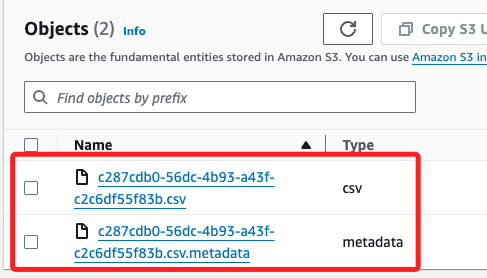 Objects (2) Info
Copy S3 U
Objects are the fundamental entities stored in Amazon S3. You can use Amazon S3 in
Find objects by prefix
Name Type
c287cdb0-56dc-4b93-a43f-
c2c6df55f83b.csv
csv
c287cdb0-56dc-4b93-a43f-
c2c6df55f83b.csv.metadata
metadata